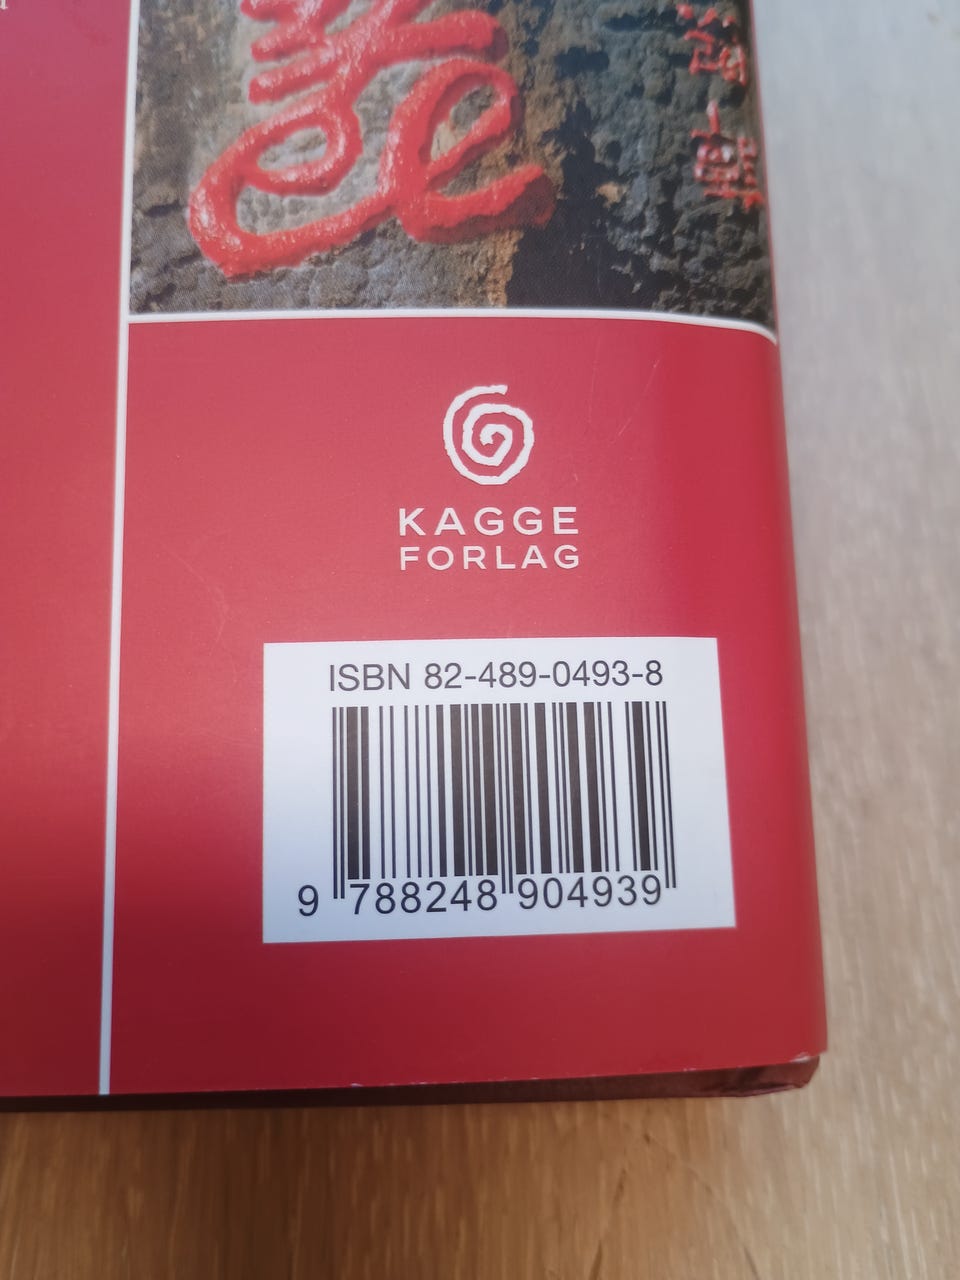 KAGGE
FORLAG
ISBN 82-489-0493-8
9 788248 904939